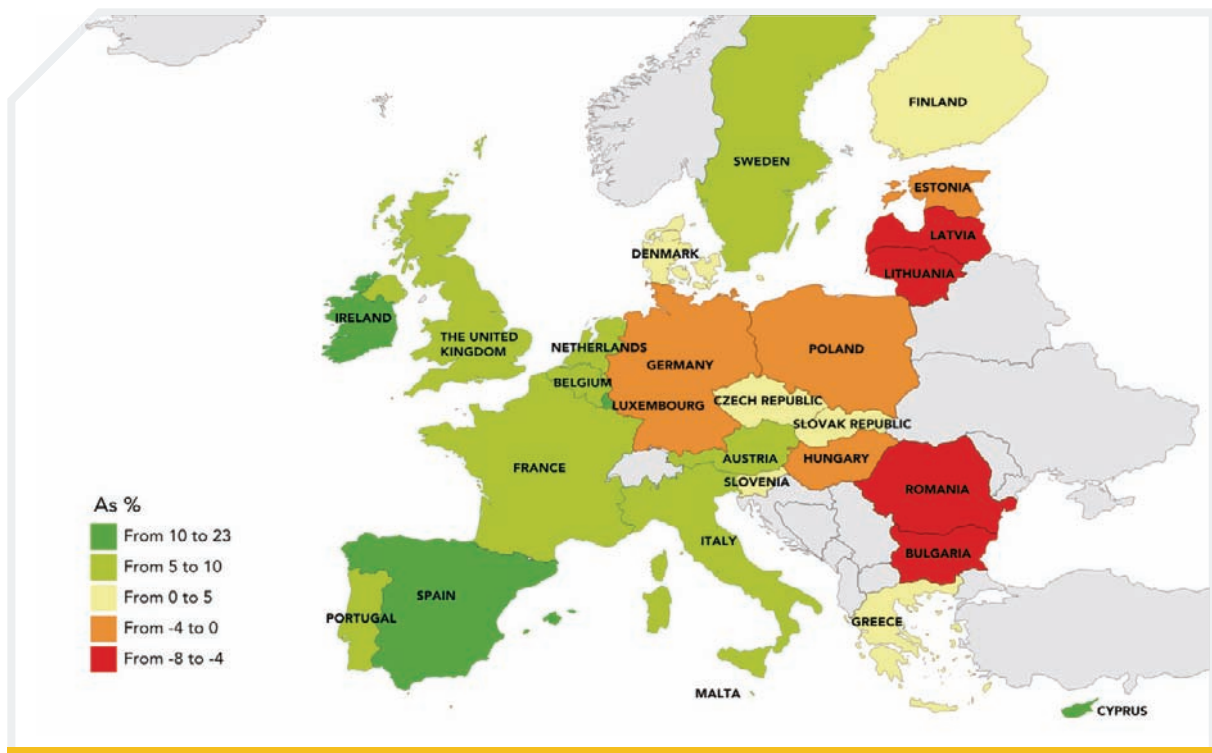 FINLAND
SWEDEN
ESTONIA
LATVIA
DENMARK
LITHUANIA
IRELAND
THE UNITED
KINGDOM
NETHERLANDS
POLAND
GERMANY
BELGIUM
CZECH REPUBLIC
LUXEMBOURG
SLOVAK REPUBLIC
AUSTRIA
HUNGARY
FRANCE
SLOVENIA
ROMANIA
As %
From 10 to 23
From 5 to 10
From 0 to 5
From -4 to 0
From -8 to -4
ITALY
BULGARIA
SPAIN
PORTUGAL
GREECE
MALTA
CYPRUS